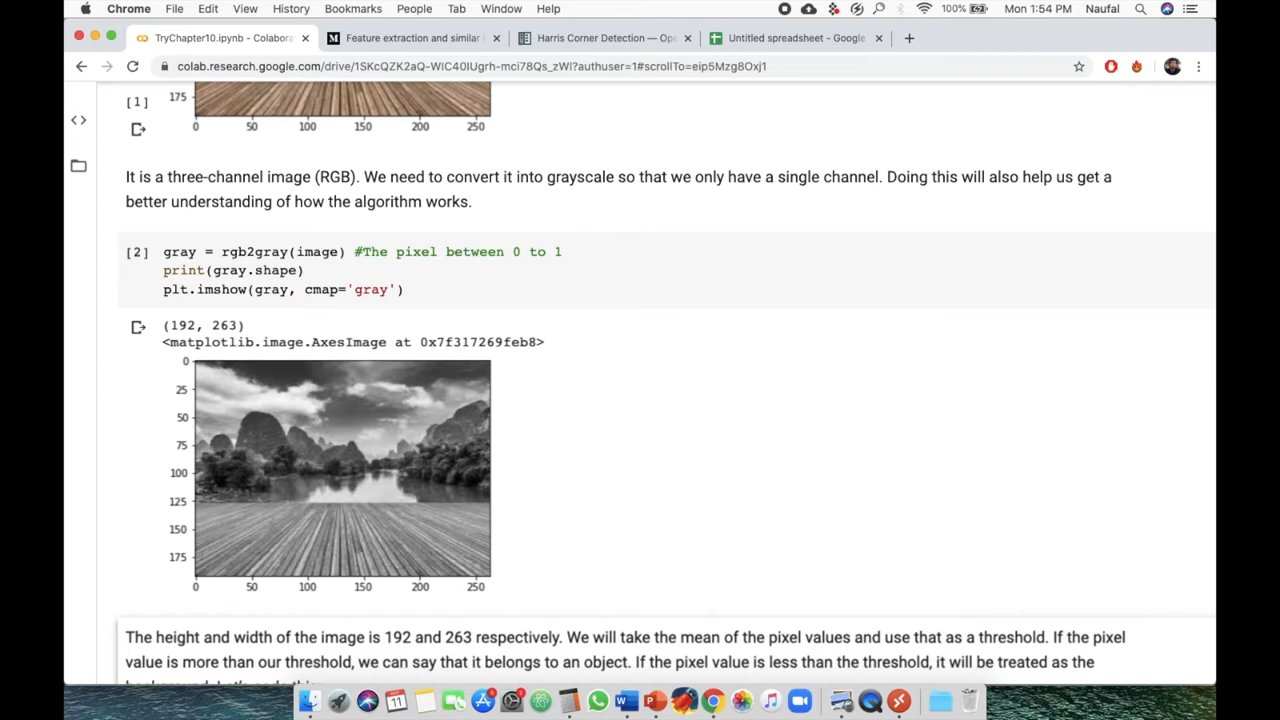 Chrome File Edit View History Bookmarks People Tab Window Help 100% Mon 1:54 PM Naufal
TryChapter10.ipynb - Colabora × Feature extraction and similar i × Harris Corner Detection — Ope × Untitled spreadsheet - Google × +
colab.research.google.com/drive/1SKcQZK2aQ-WIC40IUgrh-mci78Qs_zWl?authuser=1#scrollTo=eip5Mzg8Oxj1
[1] 175
0 50 100 150 200 250
It is a three-channel image (RGB). We need to convert it into grayscale so that we only have a single channel. Doing this will also help us get a
better understanding of how the algorithm works.
[2] gray = rgb2gray(image) #The pixel between 0 to 1
print(gray.shape)
plt.imshow(gray, cmap='gray')
(192, 263)
<matplotlib.image.AxesImage at 0x7f317269feb8>
0
25
50
75
100
125
150
175
0 50 100 150 200 250
The height and width of the image is 192 and 263 respectively. We will take the mean of the pixel values and use that as a threshold. If the pixel
value is more than our threshold, we can say that it belongs to an object. If the pixel value is less than the threshold, it will be treated as the